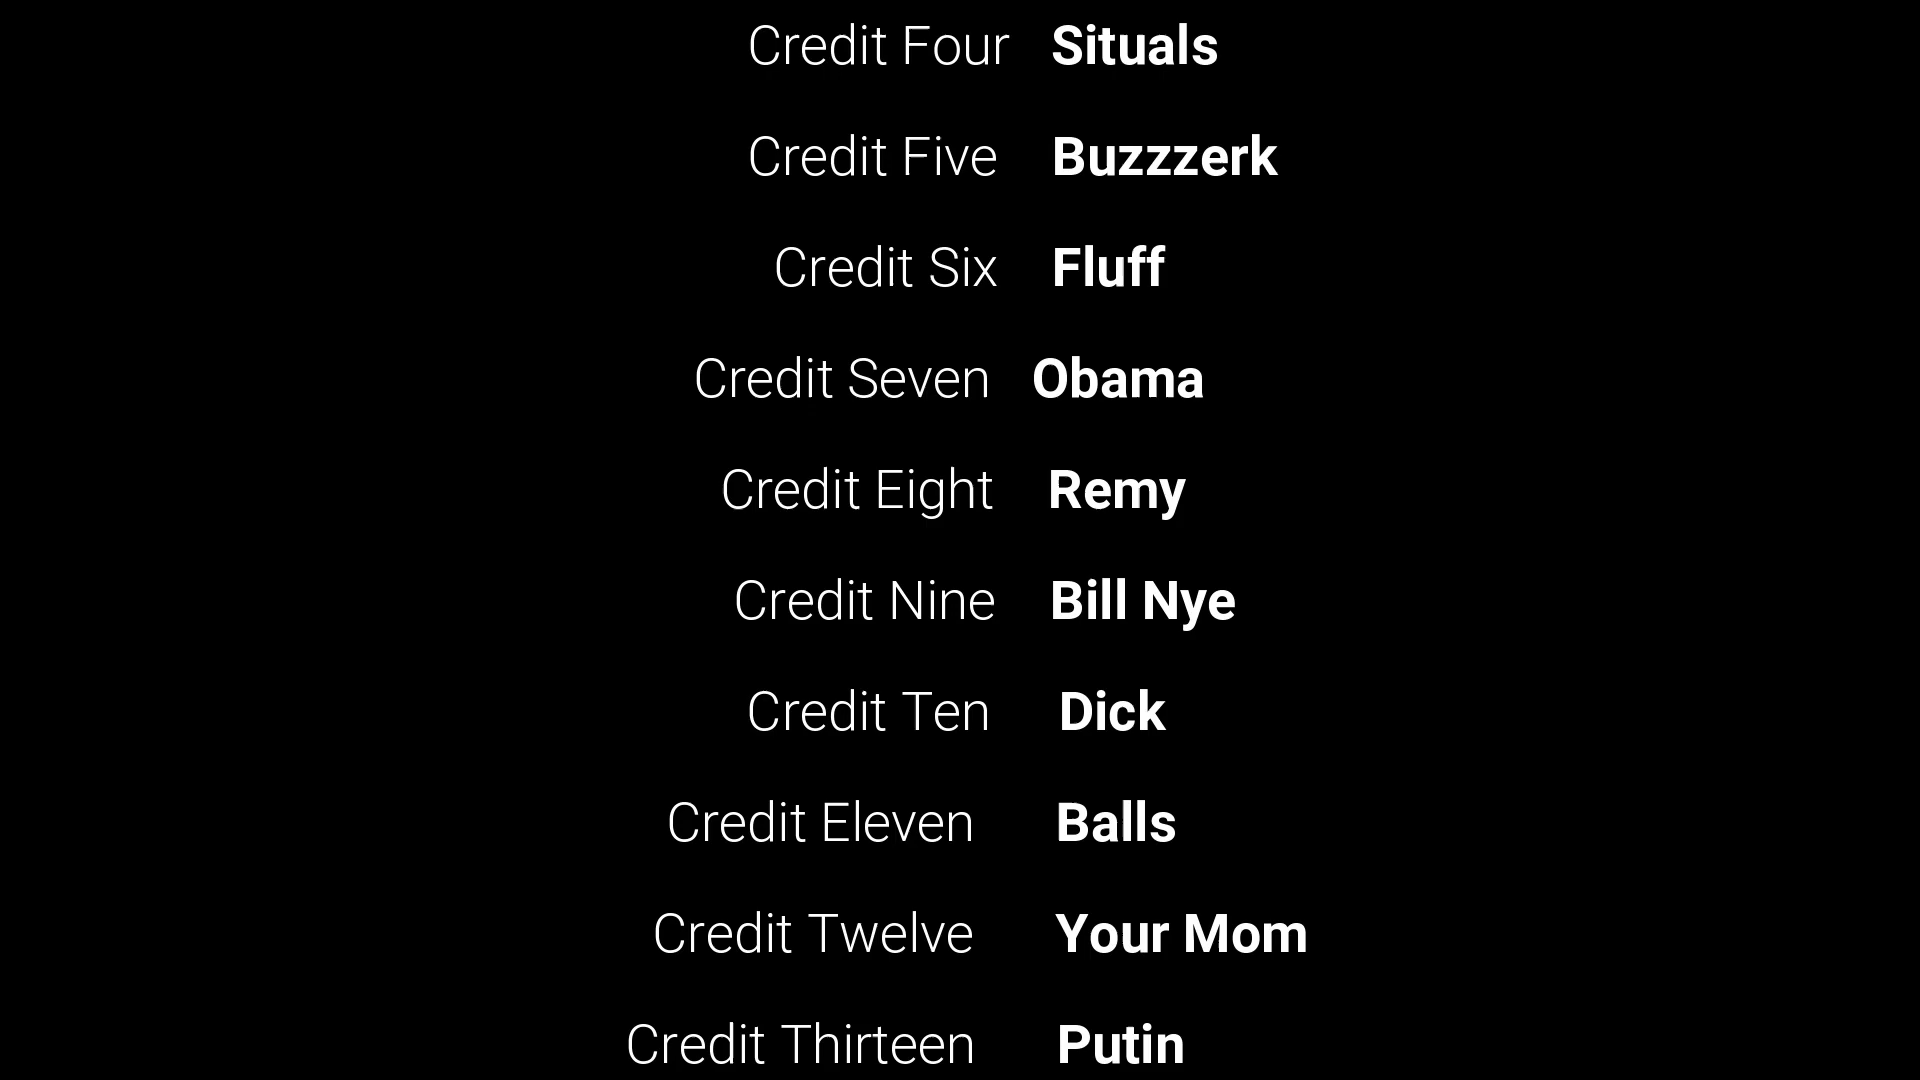 Credit Four Situals
Credit Five Buzzzerk
Credit Six Fluff
Credit Seven Obama
Credit Eight Remy
Credit Nine Bill Nye
Credit Ten Dick
Credit Eleven Balls
Credit Twelve Your Mom
Credit Thirteen Putin